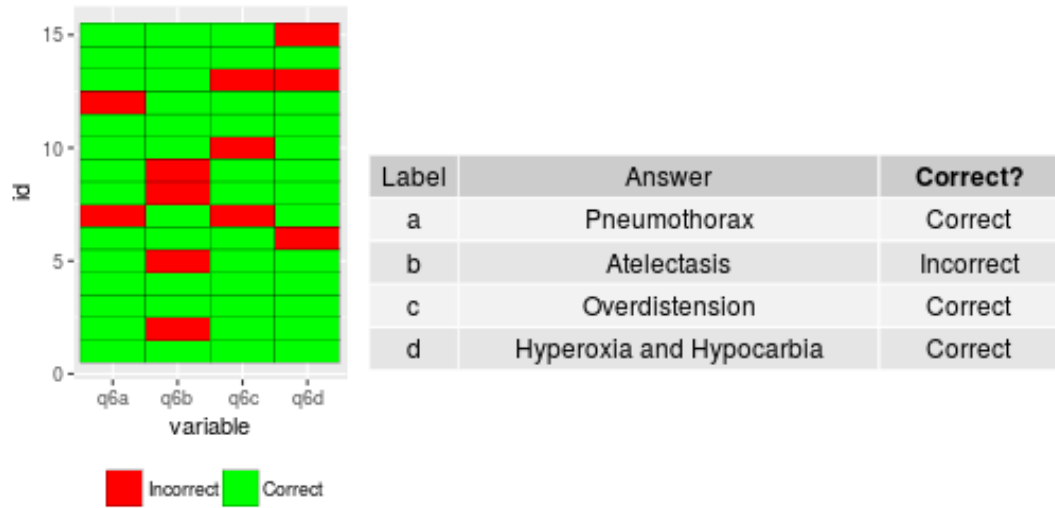 15
10
5
0
id
q6a q6b q6c q6d
variable
Incorrect Correct
Label Answer Correct?
a Pneumothorax Correct
b Atelectasis Incorrect
c Overdistension Correct
d Hyperoxia and Hypocarbia Correct